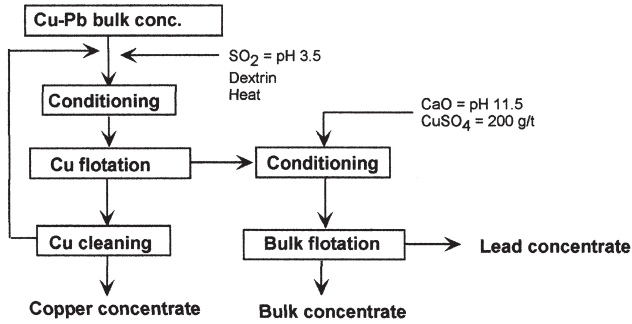 Cu-Pb bulk conc.
SO2 = pH 3.5
Dextrin
Heat
Conditioning
CaO = pH 11.5
CuSO4 = 200 g/t
Cu flotation
Conditioning
Cu cleaning
Bulk flotation
Lead concentrate
Copper concentrate
Bulk concentrate